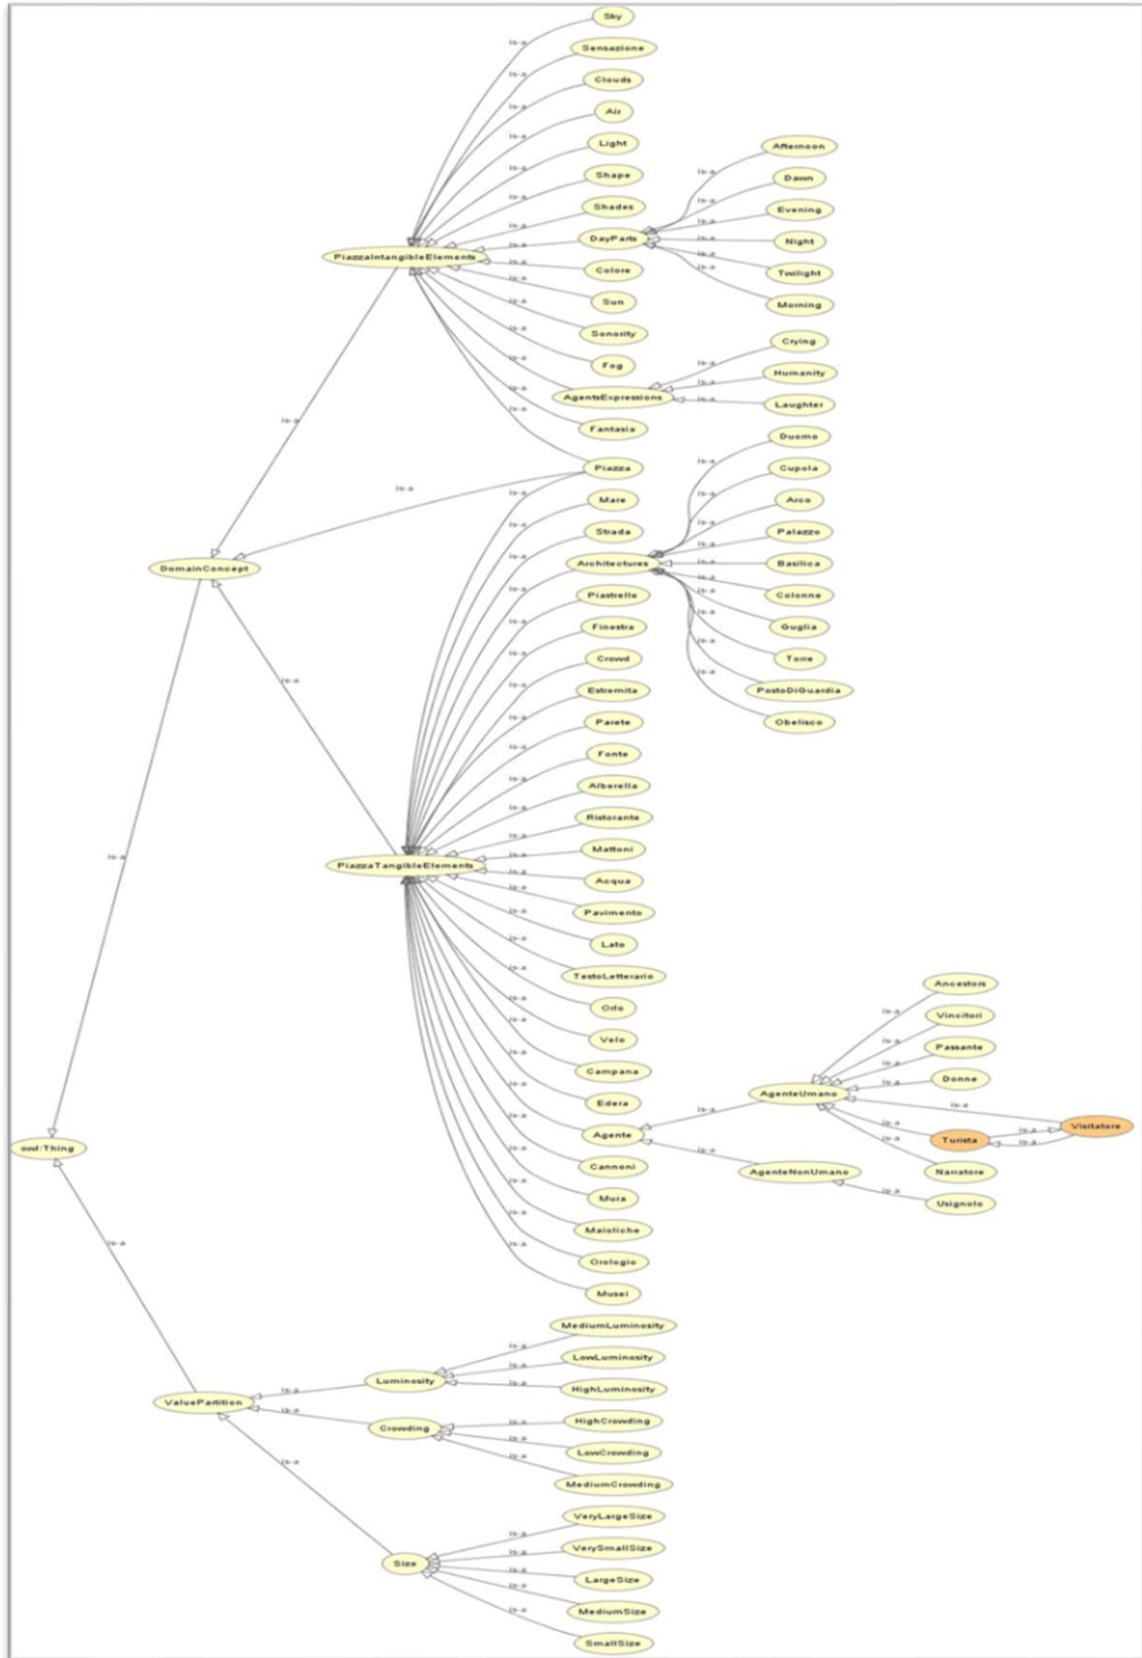 Sky
Sensazione
Clouds
Air
Light
Shape
Shades
DayParts
Colore
Sun
Sonority
Fog
AgentsExpressions
Fantasia
Piazza
Mare
Strada
Architectures
Piastrelle
Finestra
Crowd
Estremita
Parete
Fonte
Alberella
Ristorante
Mattoni
Acqua
Pavimento
Lato
TestoLetterario
Orlo
Velo
Campana
Edera
Agente
Cannoni
Mura
Maioliche
Orologio
Musei
MediumLuminosity
LowLuminosity
HighLuminosity
HighCrowding
LowCrowding
MediumCrowding
VeryLargeSize
VerySmallSize
LargeSize
MediumSize
SmallSize
Afternoon
Dawn
Evening
Night
Twilight
Morning
Crying
Humanity
Laughter
Duomo
Cupola
Arco
Palazzo
Basilica
Colonne
Guglia
Torre
PostoDiGuardia
Obelisco
AgenteUmano
AgenteNonUmano
Ancestors
Vincitori
Passante
Donne
Turista
Visitatore
Narratore
Usignolo
PiazzaIntangibleElements
DomainConcept
PiazzaTangibleElements
owl:Thing
ValuePartition
Luminosity
Crowding
Size
is-a